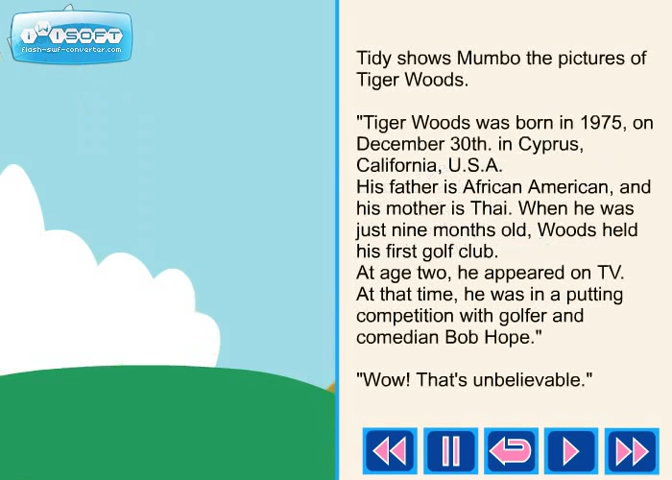 iWiSOFT
flash-swf-converter.com
Tidy shows Mumbo the pictures of
Tiger Woods.
"Tiger Woods was born in 1975, on
December 30th. in Cyprus,
California, U.S.A.
His father is African American, and
his mother is Thai. When he was
just nine months old, Woods held
his first golf club.
At age two, he appeared on TV.
At that time, he was in a putting
competition with golfer and
comedian Bob Hope."
"Wow! That's unbelievable."